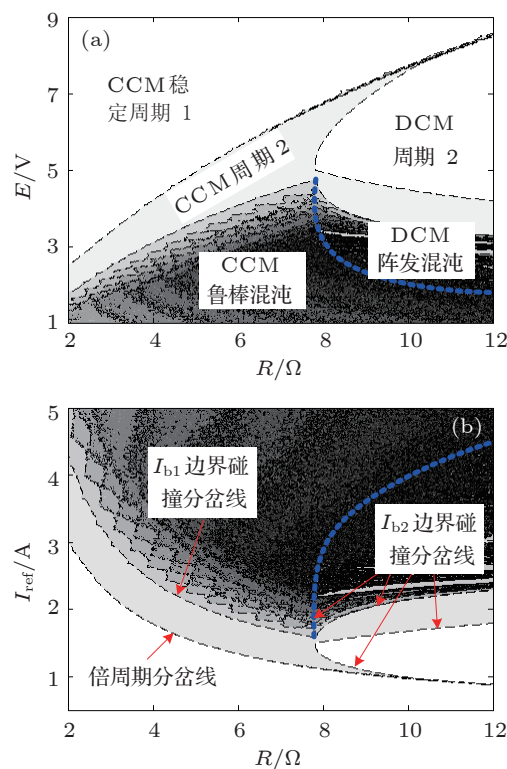 (a)
9
7
5
3
1
E/V
CCM稳
定周期 1
CCM周期2
DCM
周期 2
CCM
鲁棒混沌
DCM
阵发混沌
2
4
6
8
10
12
R/Ω
(b)
5
4
3
2
1
I_ref/A
I_b1 边界碰
撞分岔线
I_b2 边界碰
撞分岔线
倍周期分岔线
2
4
6
8
10
12
R/Ω